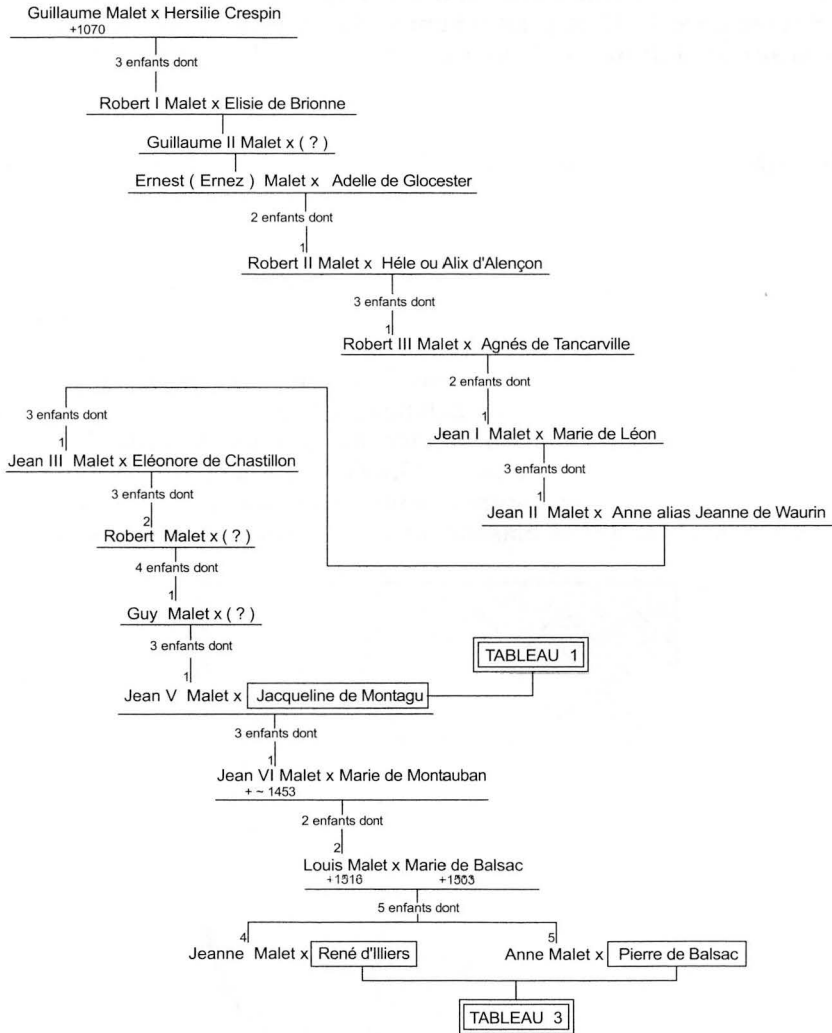 Guillaume Malet x Hersilie Crespin
+1070
3 enfants dont
Robert I Malet x Elisie de Brionne
Guillaume II Malet x ( ? )
Ernest ( Ernez ) Malet x Adelle de Glocester
2 enfants dont
1
Robert II Malet x Héle ou Alix d'Alençon
3 enfants dont
1
Robert III Malet x Agnés de Tancarville
2 enfants dont
1
Jean I Malet x Marie de Léon
3 enfants dont
1
Jean II Malet x Anne alias Jeanne de Waurin
3 enfants dont
1
Jean III Malet x Eléonore de Chastillon
3 enfants dont
2
Robert Malet x ( ? )
4 enfants dont
1
Guy Malet x ( ? )
3 enfants dont
1
Jean V Malet x Jacqueline de Montagu
TABLEAU 1
3 enfants dont
1
Jean VI Malet x Marie de Montauban
+ ~ 1453
2 enfants dont
2
Louis Malet x Marie de Balsac
+1516 +1503
5 enfants dont
4 5
Jeanne Malet x René d'Illiers Anne Malet x Pierre de Balsac
TABLEAU 3